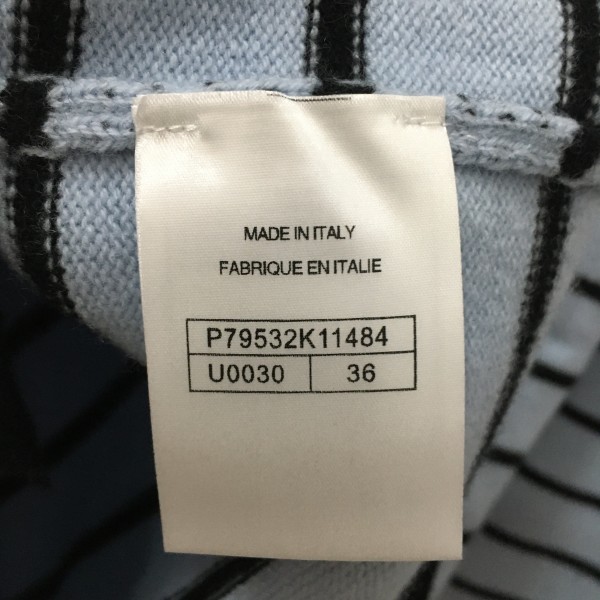 MADE IN ITALY
FABRIQUE EN ITALIE
P79532K11484
U0030 36